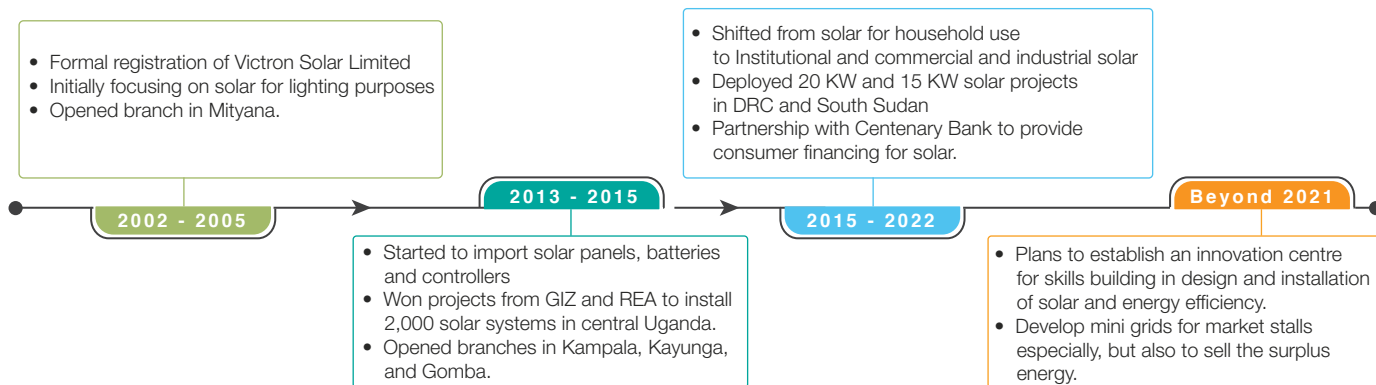 • Formal registration of Victron Solar Limited
• Initially focusing on solar for lighting purposes
• Opened branch in Mityana.
2002 - 2005
2013 - 2015
• Started to import solar panels, batteries
and controllers
• Won projects from GIZ and REA to install
2,000 solar systems in central Uganda.
• Opened branches in Kampala, Kayunga,
and Gomba.
• Shifted from solar for household use
to Institutional and commercial and industrial solar
• Deployed 20 KW and 15 KW solar projects
in DRC and South Sudan
• Partnership with Centenary Bank to provide
consumer financing for solar.
2015 - 2022
Beyond 2021
• Plans to establish an innovation centre
for skills building in design and installation
of solar and energy efficiency.
• Develop mini grids for market stalls
especially, but also to sell the surplus
energy.